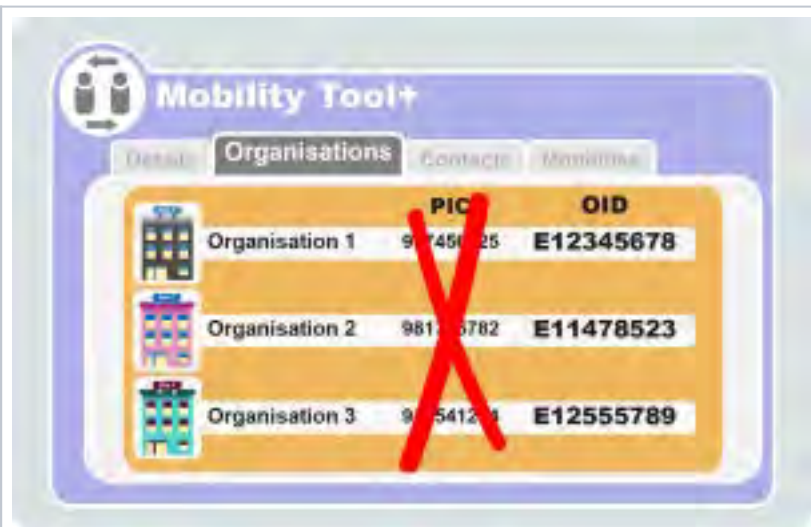 Mobility Tool+
Details Organisations Contacts Mobilities
PIC OID
Organisation 1 E12345678
Organisation 2 E11478523
Organisation 3 E12555789